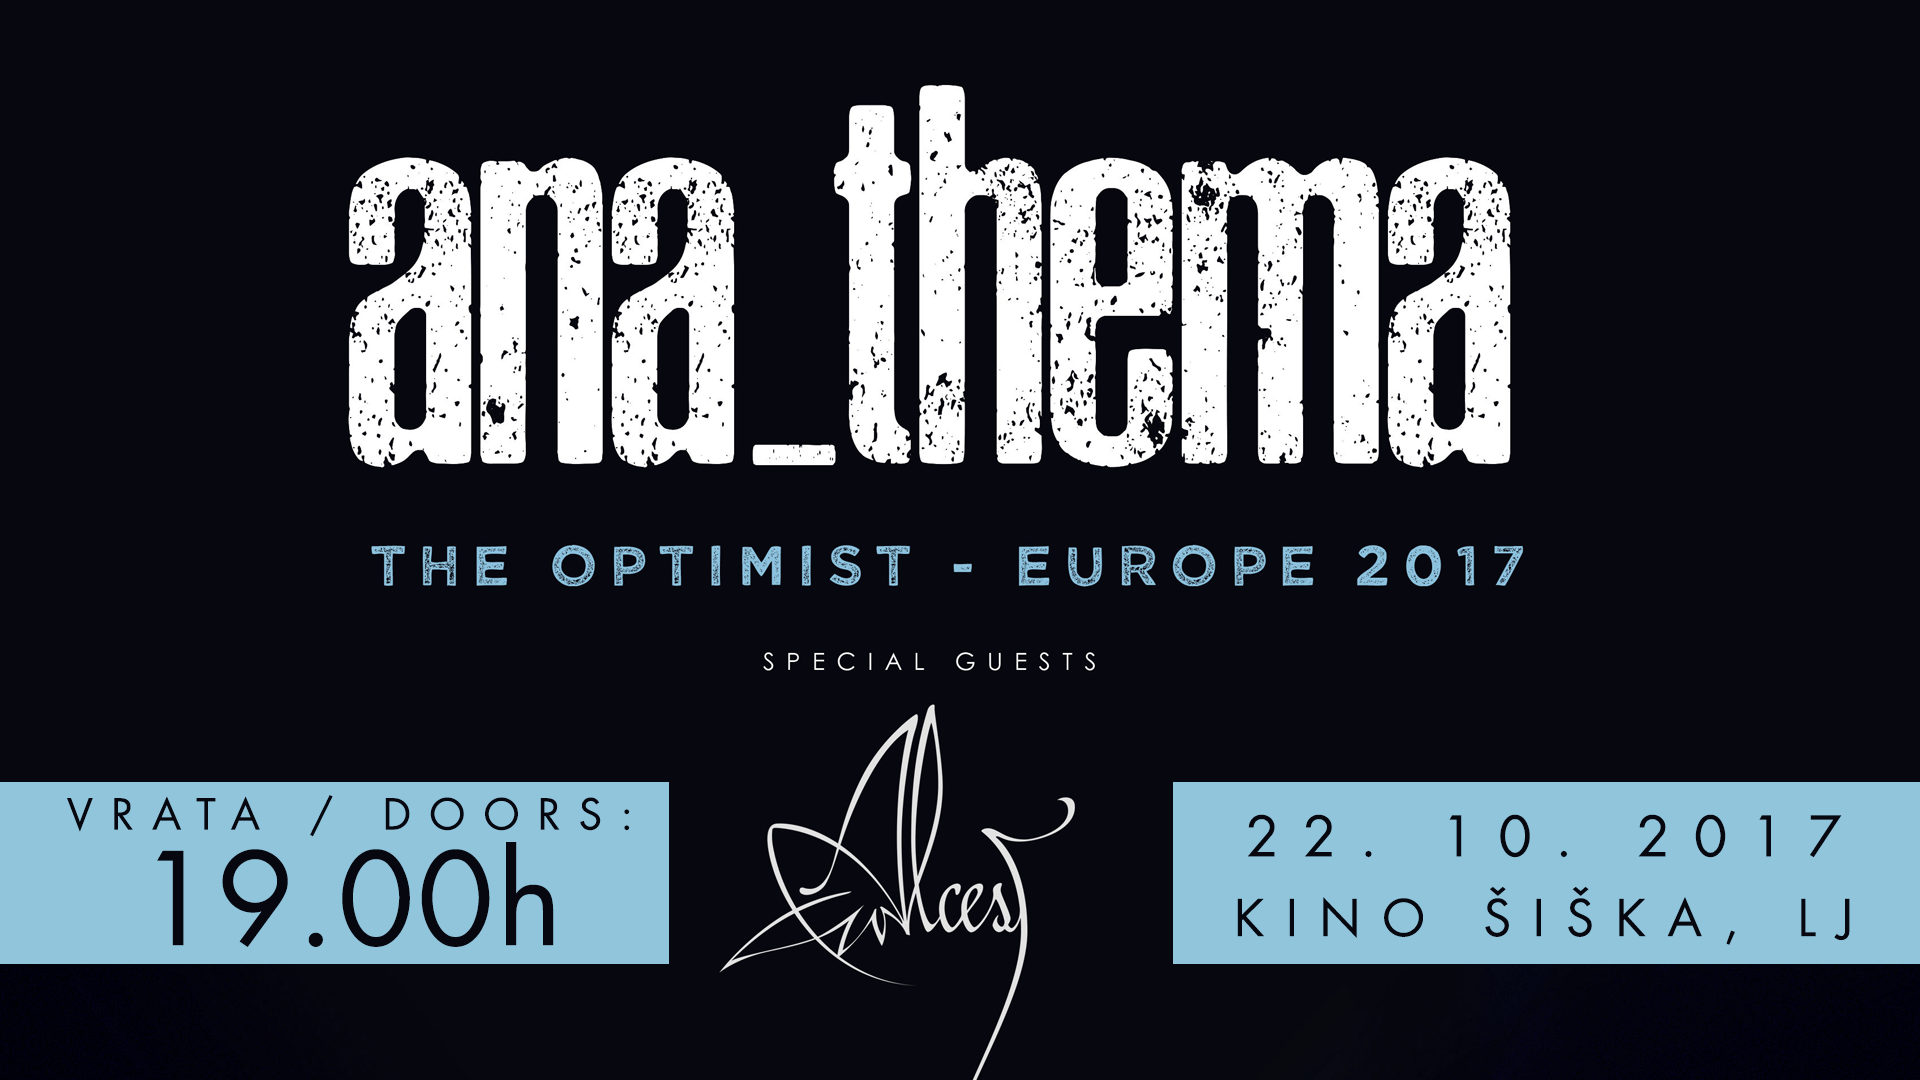 ana_thema
THE OPTIMIST - EUROPE 2017
SPECIAL GUESTS
Alcest
VRATA / DOORS:
19.00h
22. 10. 2017
KINO ŠIŠKA, LJ